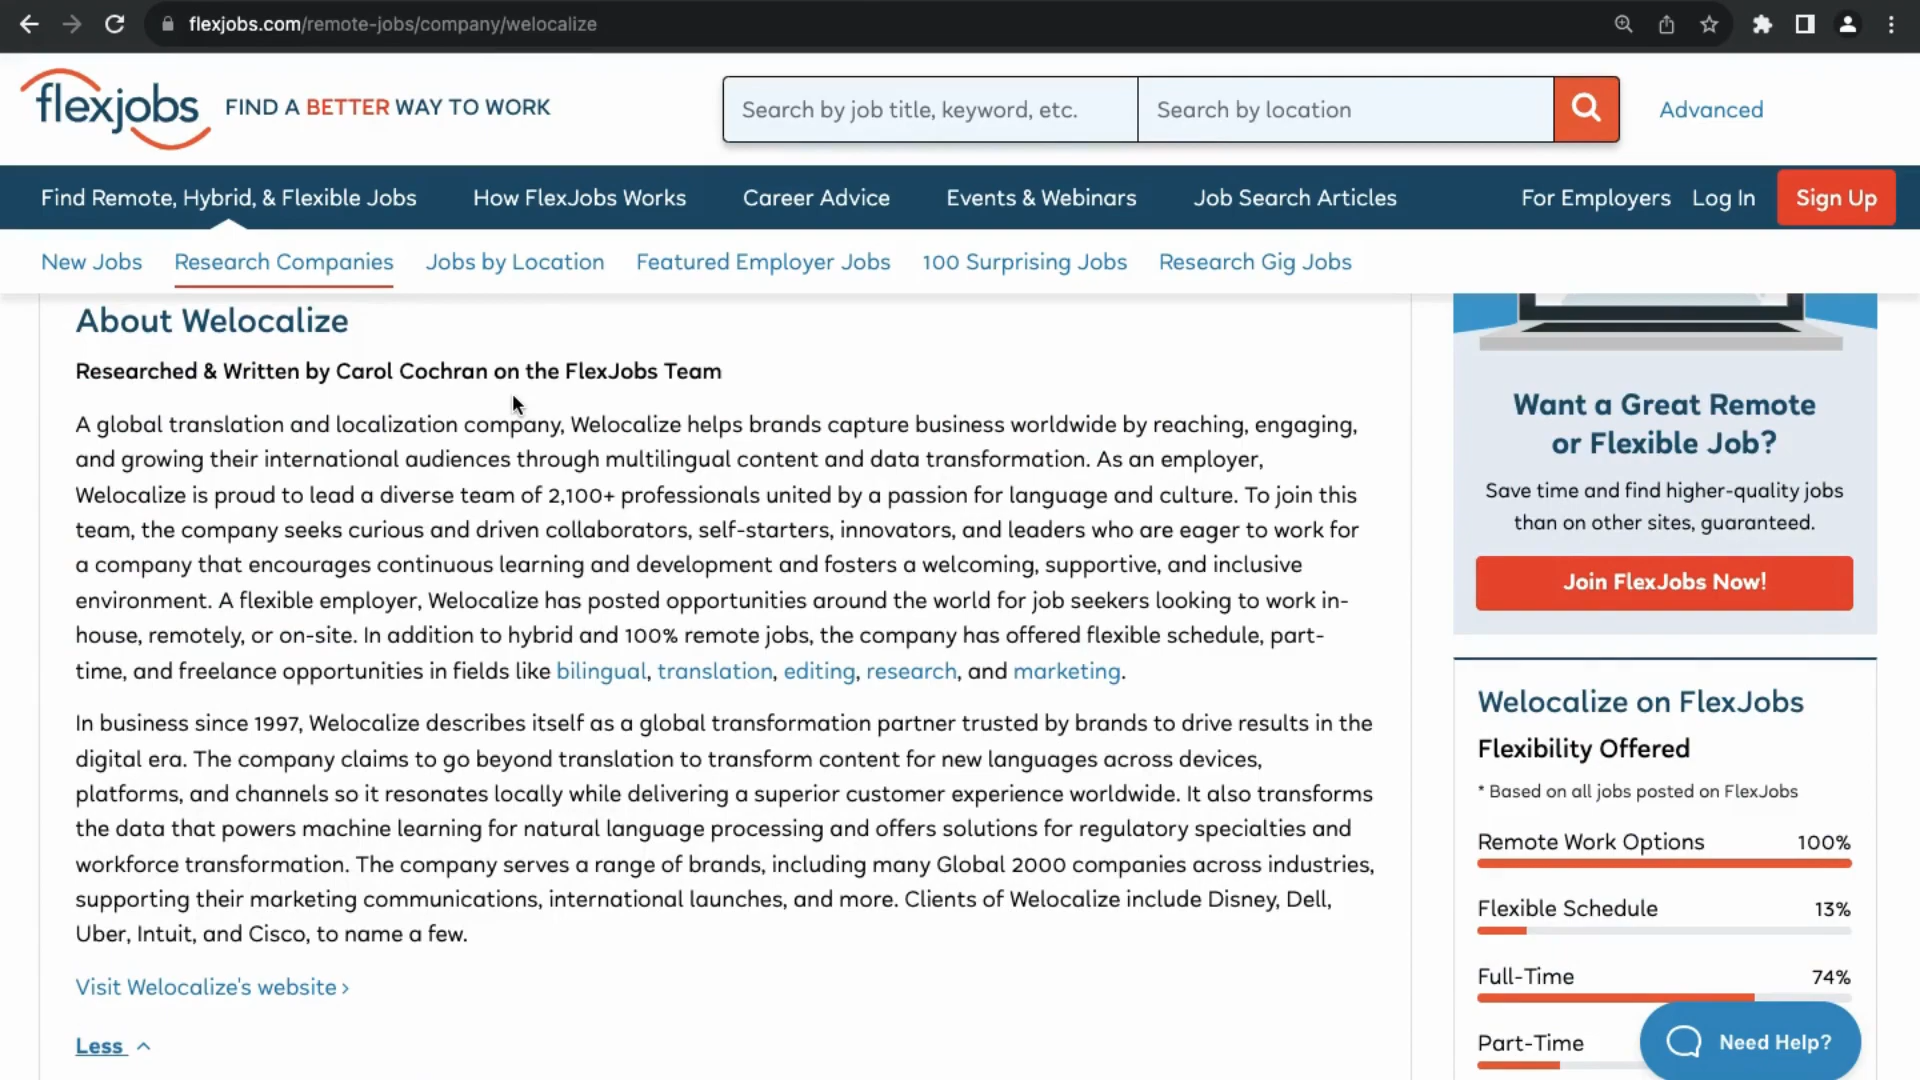 flexjobs.com/remote-jobs/company/welocalize
flexjobs FIND A BETTER WAY TO WORK
Search by job title, keyword, etc. Search by location Advanced
Find Remote, Hybrid, & Flexible Jobs How FlexJobs Works Career Advice Events & Webinars Job Search Articles For Employers Log In Sign Up
New Jobs Research Companies Jobs by Location Featured Employer Jobs 100 Surprising Jobs Research Gig Jobs
About Welocalize
Researched & Written by Carol Cochran on the FlexJobs Team
A global translation and localization company, Welocalize helps brands capture business worldwide by reaching, engaging,
and growing their international audiences through multilingual content and data transformation. As an employer,
Welocalize is proud to lead a diverse team of 2,100+ professionals united by a passion for language and culture. To join this
team, the company seeks curious and driven collaborators, self-starters, innovators, and leaders who are eager to work for
a company that encourages continuous learning and development and fosters a welcoming, supportive, and inclusive
environment. A flexible employer, Welocalize has posted opportunities around the world for job seekers looking to work in-
house, remotely, or on-site. In addition to hybrid and 100% remote jobs, the company has offered flexible schedule, part-
time, and freelance opportunities in fields like bilingual, translation, editing, research, and marketing.
In business since 1997, Welocalize describes itself as a global transformation partner trusted by brands to drive results in the
digital era. The company claims to go beyond translation to transform content for new languages across devices,
platforms, and channels so it resonates locally while delivering a superior customer experience worldwide. It also transforms
the data that powers machine learning for natural language processing and offers solutions for regulatory specialties and
workforce transformation. The company serves a range of brands, including many Global 2000 companies across industries,
supporting their marketing communications, international launches, and more. Clients of Welocalize include Disney, Dell,
Uber, Intuit, and Cisco, to name a few.
Visit Welocalize's website ›
Less
Want a Great Remote
or Flexible Job?
Save time and find higher-quality jobs
than on other sites, guaranteed.
Join FlexJobs Now!
Welocalize on FlexJobs
Flexibility Offered
* Based on all jobs posted on FlexJobs
Remote Work Options 100%
Flexible Schedule 13%
Full-Time 74%
Part-Time
Need Help?